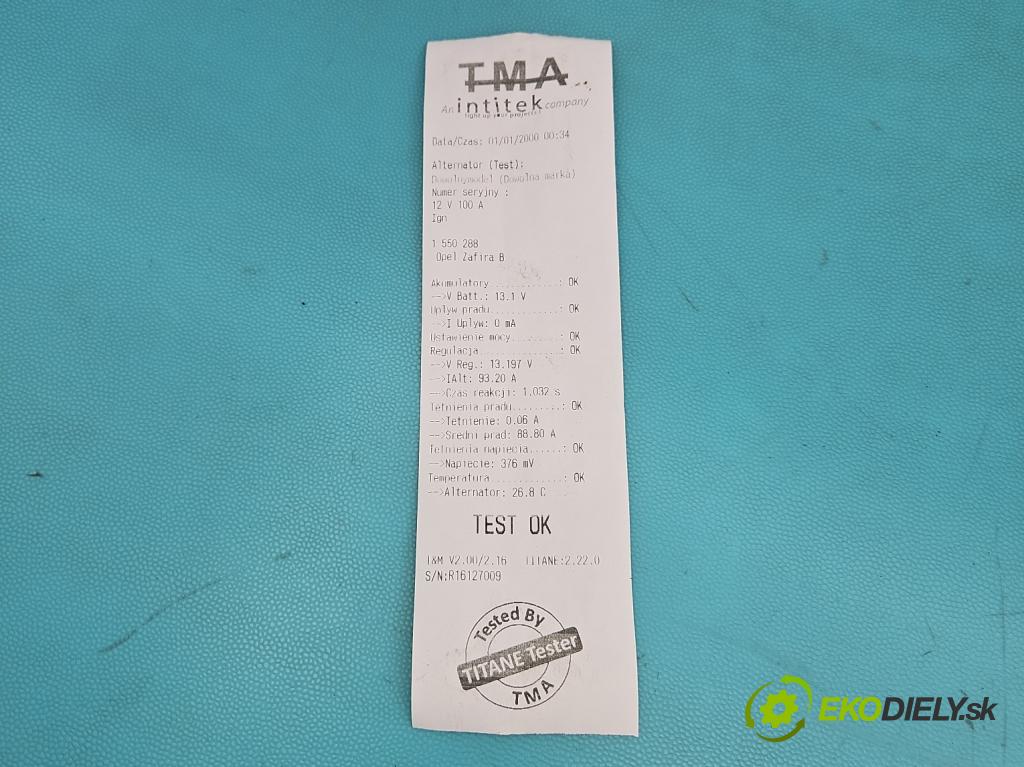 TMA
An intitek company
light up your projects!
Data/Czas: 01/01/2000 00:34
Alternator (Test):
Dowolnymodel (Dowolna marka)
Numer seryjny :
12 V 100 A
Ign
1 550 288
Opel Zafira B
Akumulatory............: OK
-->V Batt.: 13.1 V
Uplyw pradu............: OK
-->I Uplyw: 0 mA
Ustawienie mocy........: OK
Regulacja..............: OK
-->V Reg.: 13.197 V
-->IAlt: 93.20 A
-->Czas reakcji: 1.032 s
Tetnienia pradu.........: OK
-->Tetnienie: 0.06 A
-->Sredni prad: 88.80 A
Tetnienia napiecia......: OK
-->Napiecie: 376 mV
Temperatura.............: OK
-->Alternator: 26.8 C
TEST OK
T&M V2.00/2.16 TITANE:2.22.0
S/N:R16127009
Tested By
TITANE Tester
TMA
EKODIELY.sk